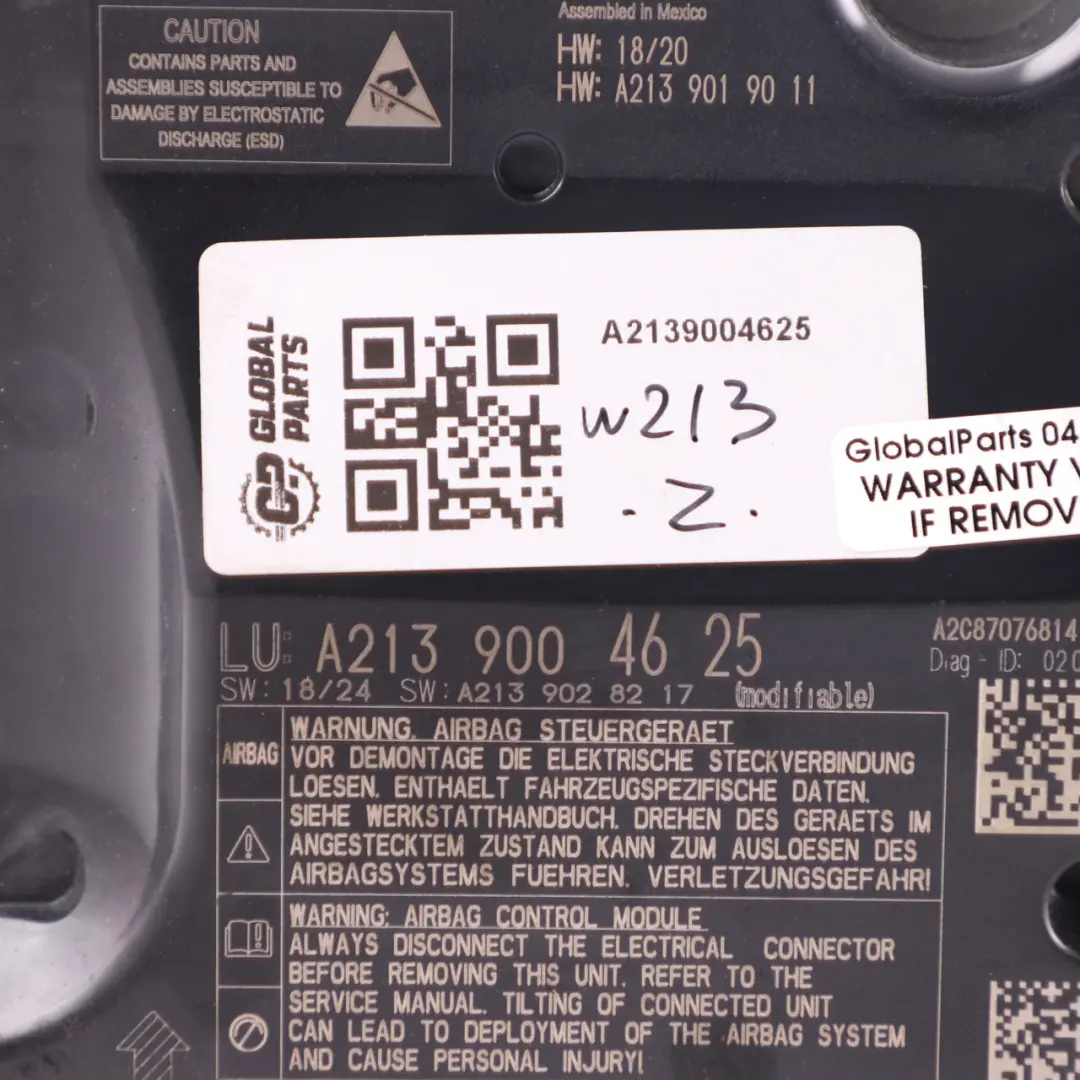 CAUTION
CONTAINS PARTS AND
ASSEMBLIES SUSCEPTIBLE TO
DAMAGE BY ELECTROSTATIC
DISCHARGE (ESD)
Assembled in Mexico
HW: 18/20
HW: A213 901 90 11
GLOBAL
PARTS
A2139004625
W213
. Z .
GlobalParts 04
WARRANTY
IF REMOV
LU: A213 900 46 25
SW: 18/24 SW: A213 902 82 17 (modifiable)
A2C87076814
Diag - ID: 020
AIRBAG
WARNUNG. AIRBAG STEUERGERAET
VOR DEMONTAGE DIE ELEKTRISCHE STECKVERBINDUNG
LOESEN. ENTHAELT FAHRZEUGSPEZIFISCHE DATEN.
SIEHE WERKSTATTHANDBUCH. DREHEN DES GERAETS IM
ANGESTECKTEM ZUSTAND KANN ZUM AUSLOESEN DES
AIRBAGSYSTEMS FUEHREN. VERLETZUNGSGEFAHR!
WARNING: AIRBAG CONTROL MODULE
ALWAYS DISCONNECT THE ELECTRICAL CONNECTOR
BEFORE REMOVING THIS UNIT. REFER TO THE
SERVICE MANUAL. TILTING OF CONNECTED UNIT
CAN LEAD TO DEPLOYMENT OF THE AIRBAG SYSTEM
AND CAUSE PERSONAL INJURY!